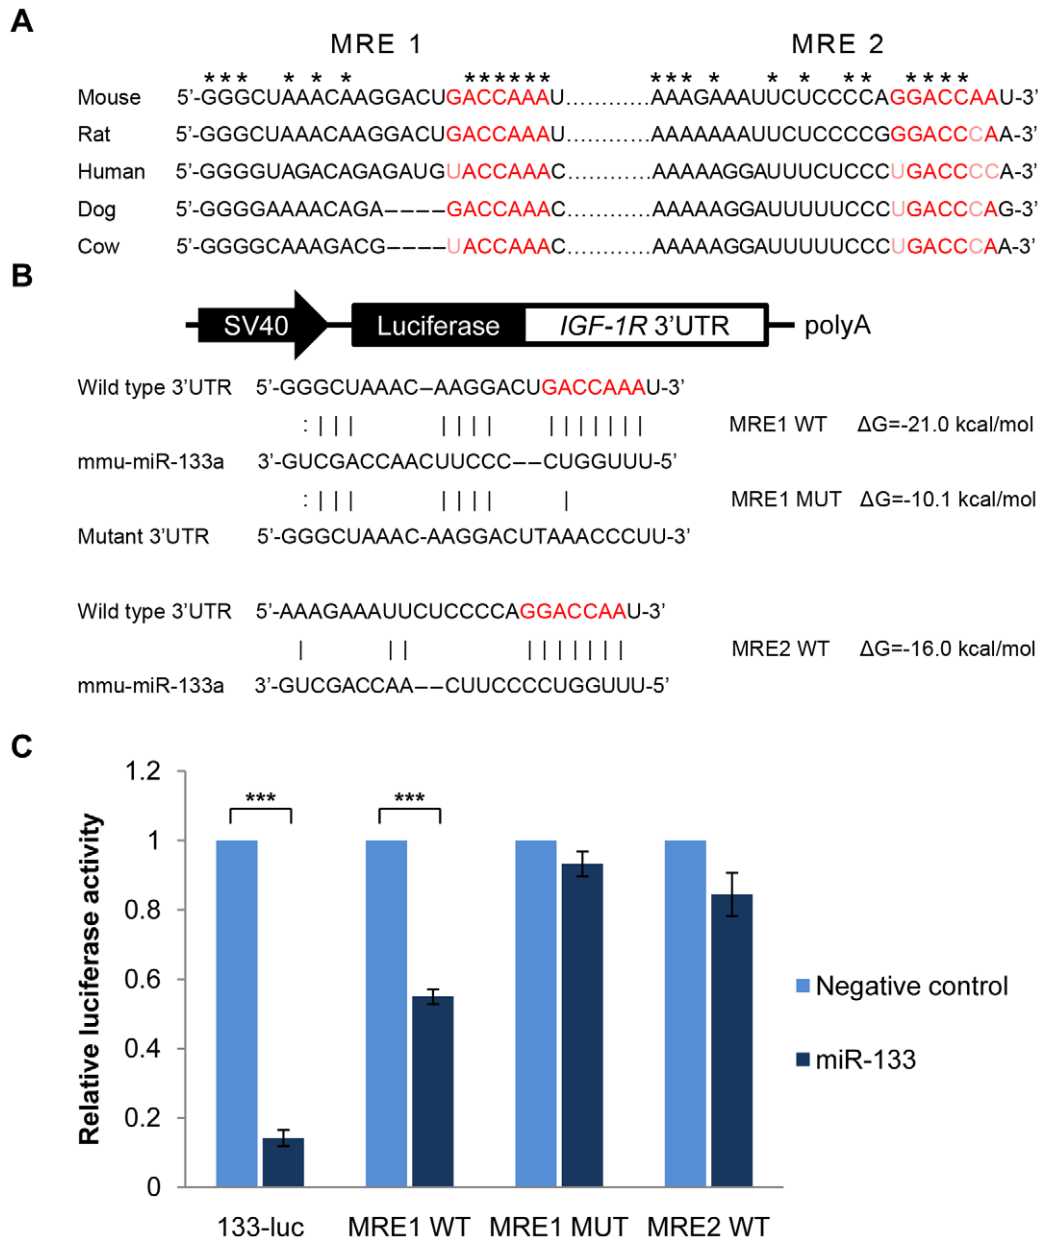 A
MRE 1 MRE 2
*** * * * ****** *** * * * ** ****
Mouse 5'-GGGCUAAACAAGGACUGACCAAAU............AAAGAAAUUCUCCCCAGGACCAAU-3'
Rat 5'-GGGCUAAACAAGGACUGACCAAAU............AAAAAAAUUCUCCCCGGGACCCAA-3'
Human 5'-GGGGUAGACAGAGAUGUACCAAAC............AAAAAGGAUUUCUCCCUGACCCCA-3'
Dog 5'-GGGGAAAACAGA––––GACCAAAC............AAAAAGGAUUUUUCCCUGACCCAG-3'
Cow 5'-GGGGCAAAGACG––––UACCAAAC............AAAAAGGAUUUUUCCCUGACCCAA-3'
B
SV40 Luciferase IGF-1R 3'UTR polyA
Wild type 3'UTR 5'-GGGCUAAAC–AAGGACUGACCAAAU-3'
: | | | | | | | | | | | | | | MRE1 WT ΔG=-21.0 kcal/mol
mmu-miR-133a 3'-GUCGACCAACUUCCC––CUGGUUU-5'
: | | | | | | | | MRE1 MUT ΔG=-10.1 kcal/mol
Mutant 3'UTR 5'-GGGCUAAAC-AAGGACUTAAACCCUU-3'
Wild type 3'UTR 5'-AAAGAAAUUCUCCCCAGGACCAAU-3'
| | | | | | | | | | MRE2 WT ΔG=-16.0 kcal/mol
mmu-miR-133a 3'-GUCGACCAA––CUUCCCCUGGUUU-5'
C
Relative luciferase activity
1.2
1
0.8
0.6
0.4
0.2
0
*** ***
133-luc MRE1 WT MRE1 MUT MRE2 WT
Negative control
miR-133